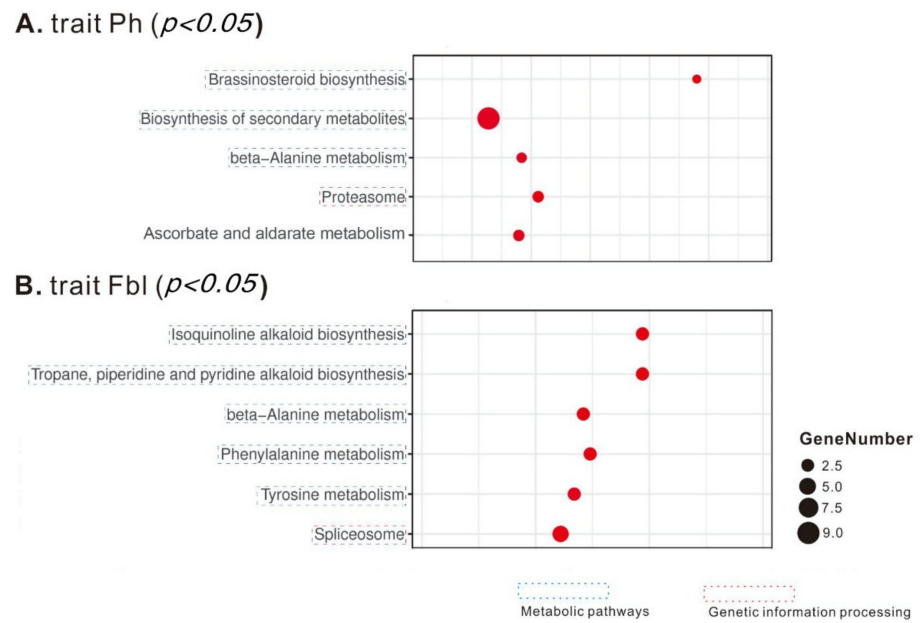 A. trait Ph (p<0.05)
Brassinosteroid biosynthesis
Biosynthesis of secondary metabolites
beta-Alanine metabolism
Proteasome
Ascorbate and aldarate metabolism
B. trait Fbl (p<0.05)
Isoquinoline alkaloid biosynthesis
Tropane, piperidine and pyridine alkaloid biosynthesis
beta-Alanine metabolism
Phenylalanine metabolism
Tyrosine metabolism
Spliceosome
GeneNumber
2.5
5.0
7.5
9.0
Metabolic pathways
Genetic information processing